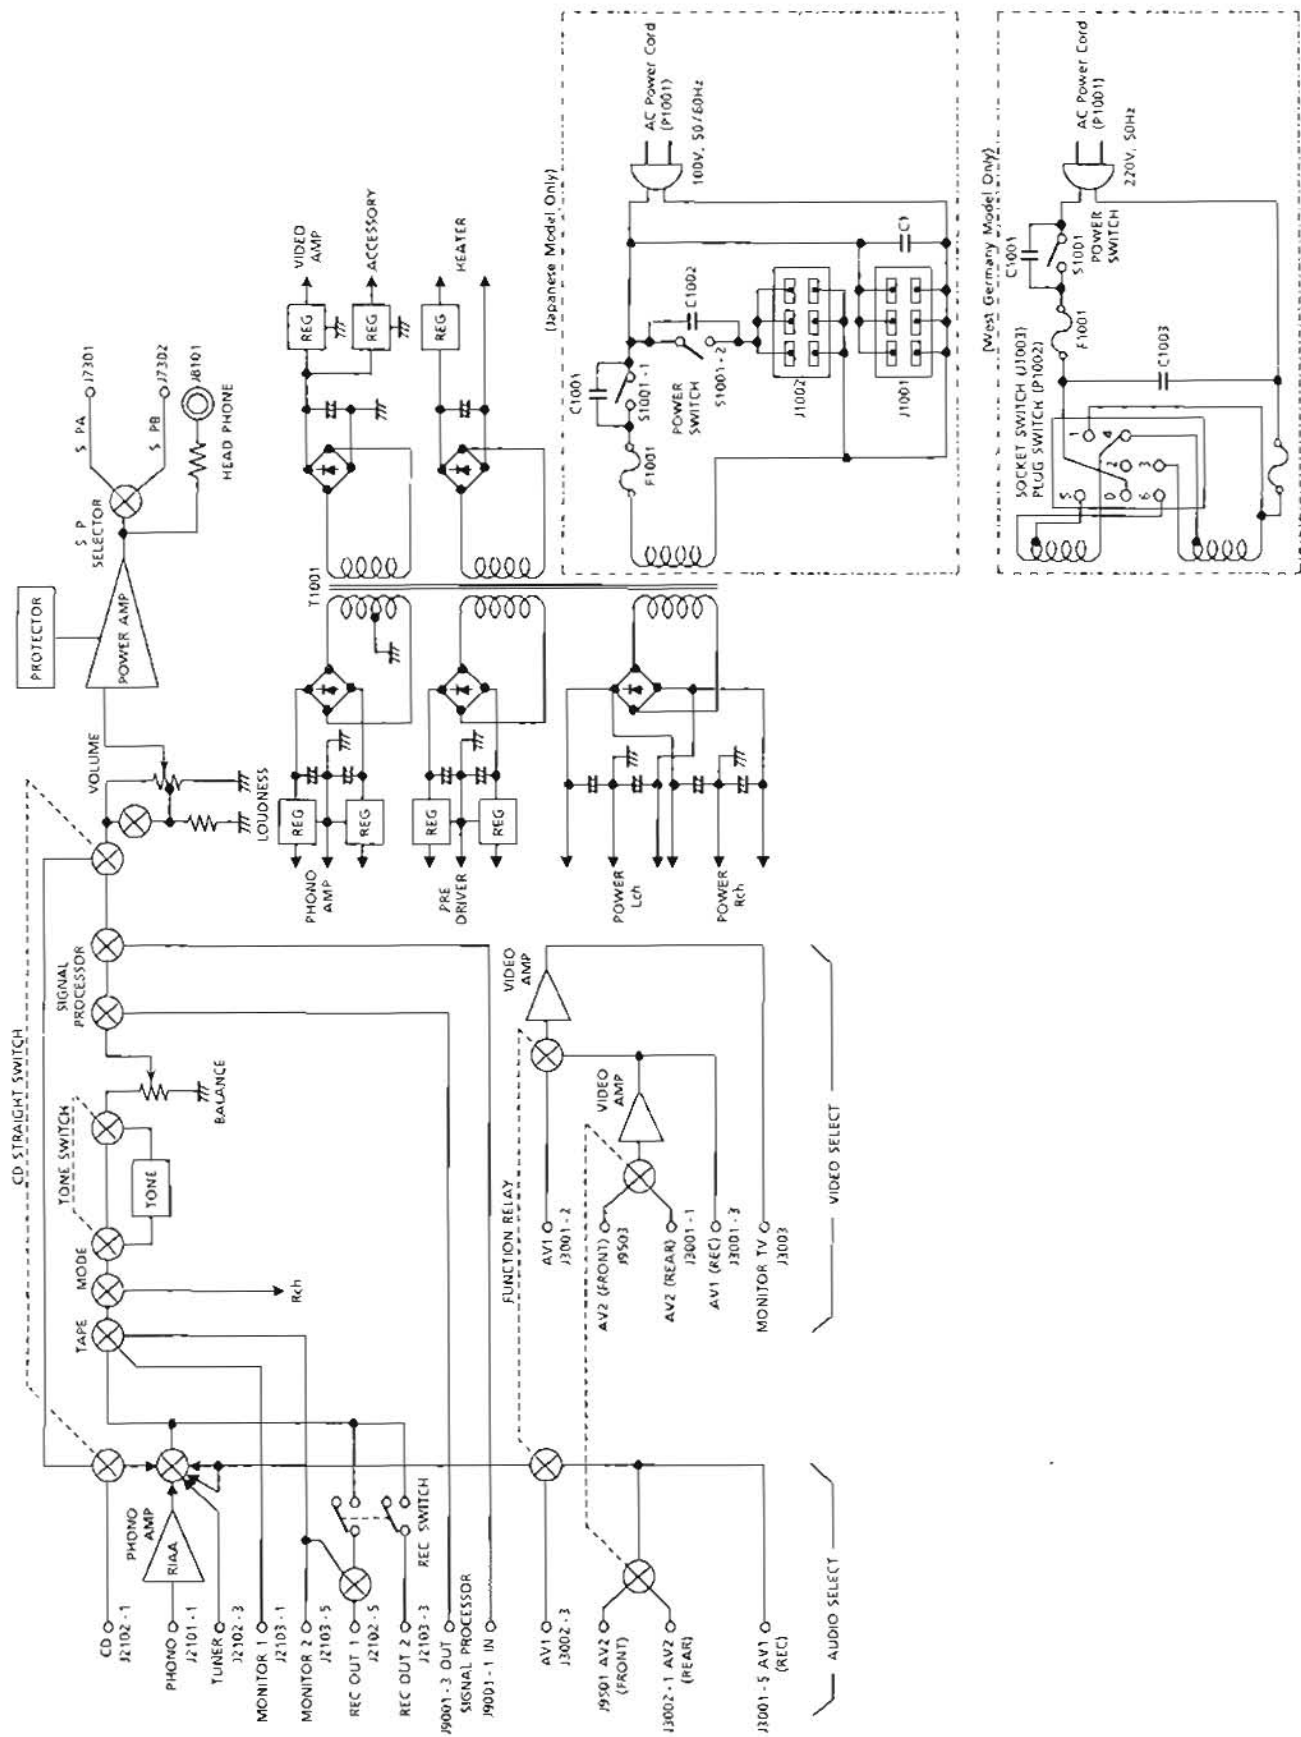 CD STRAIGHT SWITCH
CD
J2102 - 1
PHONO
J2101 - 1
PHONO
AMP
RIAA
TUNER
J2102 - 3
MONITOR 1
J2103 - 1
MONITOR 2
J2103 - 5
REC OUT 1
J2102 - 5
REC OUT 2
J2103 - 3
REC SWITCH
J9001 - 3 OUT
SIGNAL PROCESSOR
J9001 - 1 IN
TAPE
MODE
Rch
TONE SWITCH
TONE
BALANCE
SIGNAL
PROCESSOR
VOLUME
LOUDNESS
PROTECTOR
POWER AMP
S P
SELECTOR
S PA
J7301
S PB
J7302
J8101
HEAD PHONE
AV1
J3002 - 3
J9501 AV2
(FRONT)
J3002 - 1 AV2
(REAR)
J3001 - 5 AV1
(REC)
AUDIO SELECT
FUNCTION RELAY
AV1
J3001 - 2
AV2 (FRONT)
J9503
AV2 (REAR)
J3001 - 1
AV1 (REC)
J3001 - 3
MONITOR TV
J3003
VIDEO AMP
VIDEO
AMP
VIDEO SELECT
PHONO
AMP
REG
REG
PRE
DRIVER
REG
REG
POWER
Lch
POWER
Rch
T1001
REG
VIDEO
AMP
REG
ACCESSORY
REG
HEATER
(Japanese Model Only)
F1001
C1001
S1001 - 1
POWER
SWITCH
S1001 - 2
C1002
J1002
J1001
AC Power Cord
(P1001)
100V, 50/60Hz
(West Germany Model Only)
SOCKET SWITCH (J1003)
PLUG SWITCH (P1002)
5
1
4
0
2
6
3
F1001
C1001
S1001
POWER
SWITCH
C1003
AC Power Cord
(P1001)
220V, 50Hz